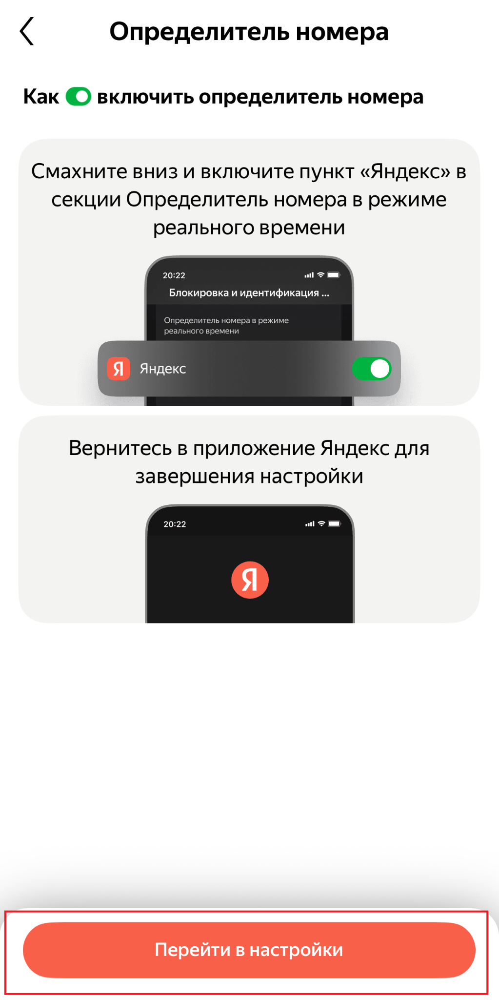 Определитель номера
Как включить определитель номера
Смахните вниз и включите пункт «Яндекс» в
секции Определитель номера в режиме
реального времени
20:22
Блокировка и идентификация ...
Определитель номера в режиме
реального времени
Я Яндекс
Вернитесь в приложение Яндекс для
завершения настройки
20:22
Я
Перейти в настройки